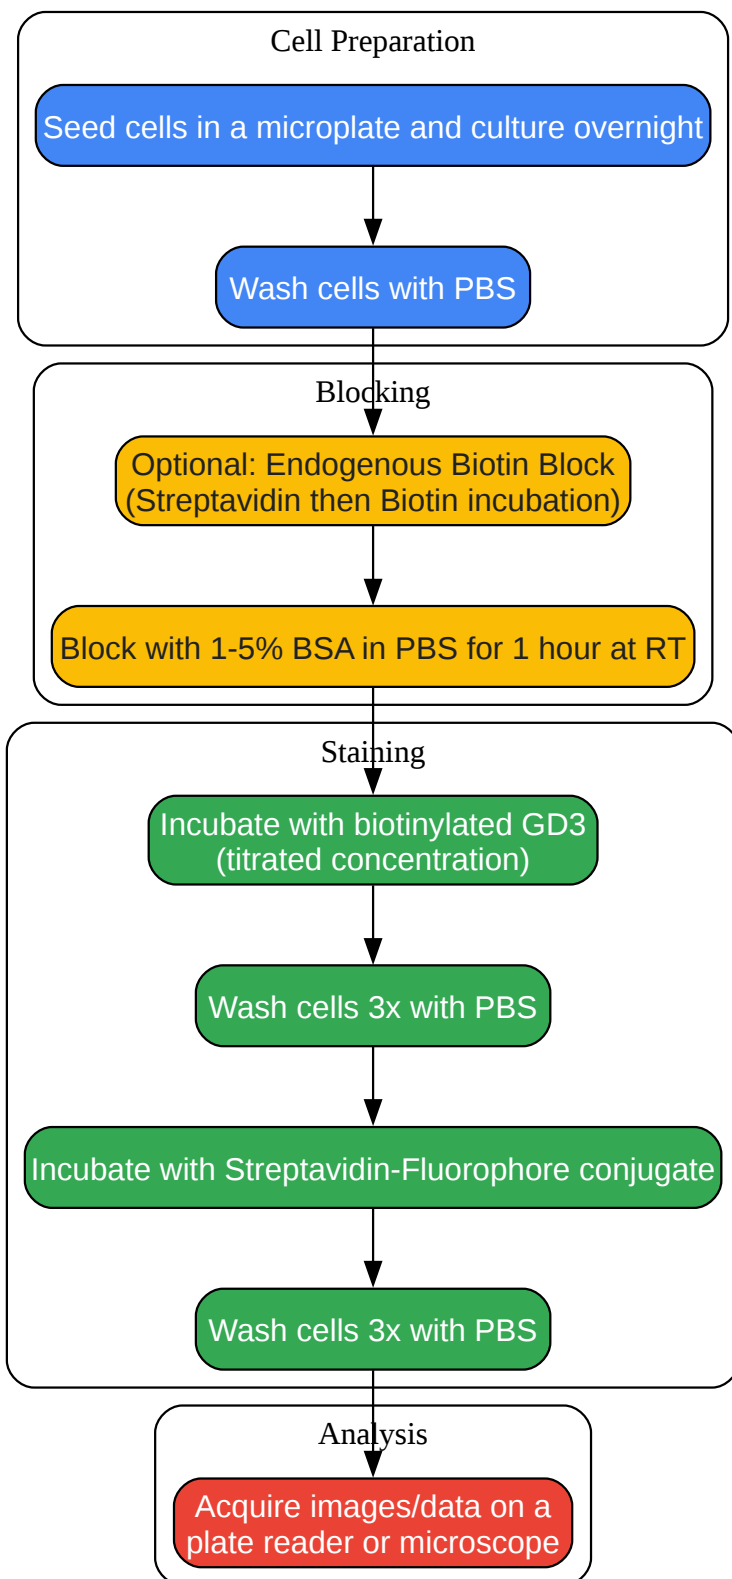 Cell Preparation
Seed cells in a microplate and culture overnight
Wash cells with PBS
Blocking
Optional: Endogenous Biotin Block
(Streptavidin then Biotin incubation)
Block with 1-5% BSA in PBS for 1 hour at RT
Staining
Incubate with biotinylated GD3
(titrated concentration)
Wash cells 3x with PBS
Incubate with Streptavidin-Fluorophore conjugate
Wash cells 3x with PBS
Analysis
Acquire images/data on a
plate reader or microscope